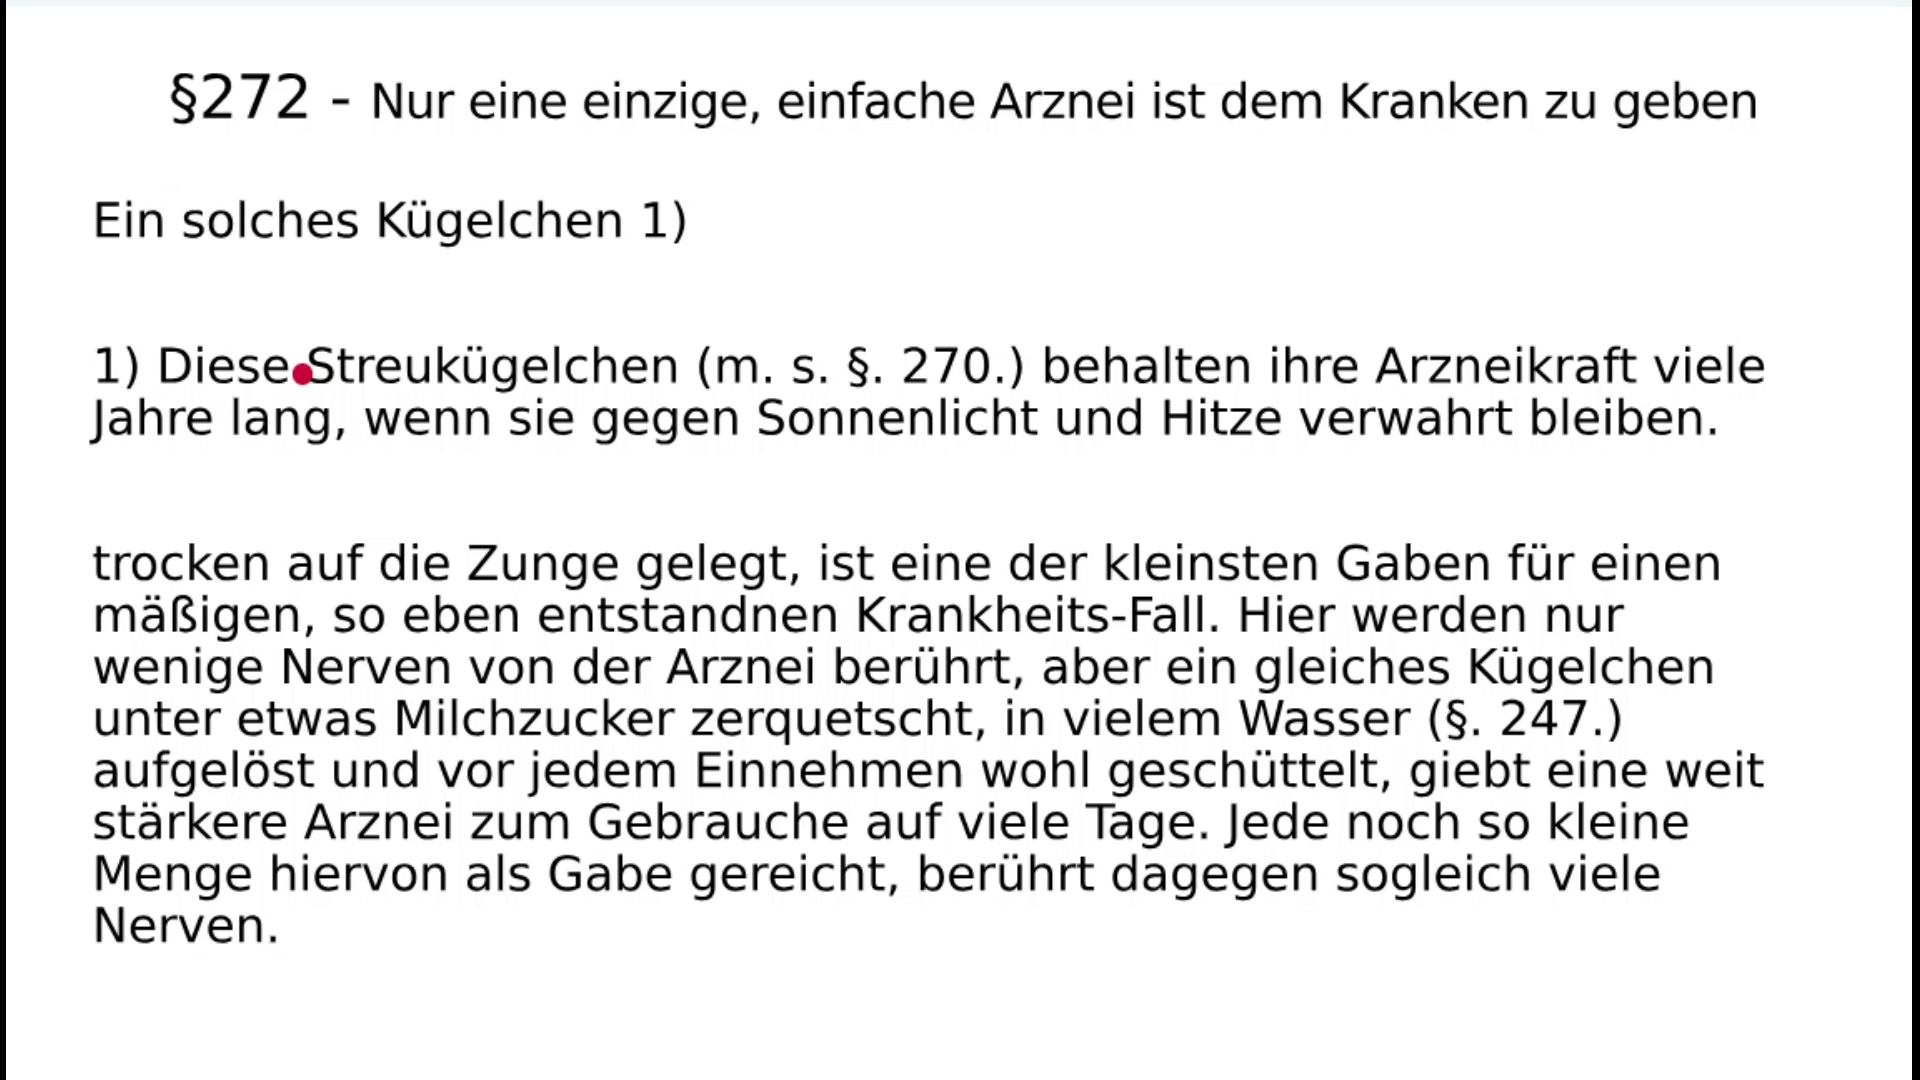 §272 - Nur eine einzige, einfache Arznei ist dem Kranken zu geben
Ein solches Kügelchen 1)
1) Diese Streukügelchen (m. s. §. 270.) behalten ihre Arzneikraft viele
Jahre lang, wenn sie gegen Sonnenlicht und Hitze verwahrt bleiben.
trocken auf die Zunge gelegt, ist eine der kleinsten Gaben für einen
mäßigen, so eben entstandnen Krankheits-Fall. Hier werden nur
wenige Nerven von der Arznei berührt, aber ein gleiches Kügelchen
unter etwas Milchzucker zerquetscht, in vielem Wasser (§. 247.)
aufgelöst und vor jedem Einnehmen wohl geschüttelt, giebt eine weit
stärkere Arznei zum Gebrauche auf viele Tage. Jede noch so kleine
Menge hiervon als Gabe gereicht, berührt dagegen sogleich viele
Nerven.